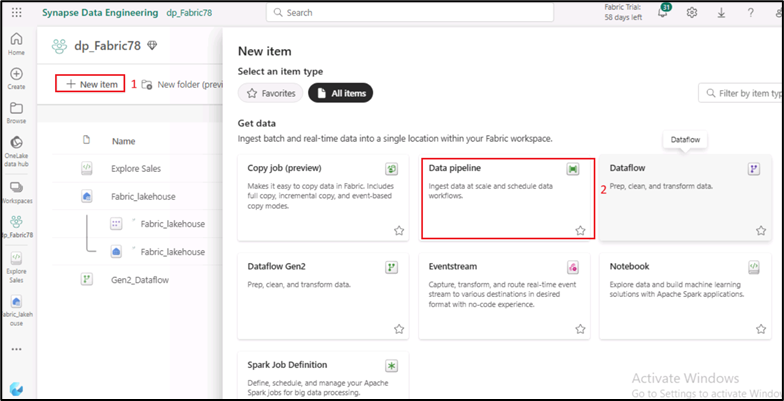 Synapse Data Engineering dp_Fabric78
Search
Fabric Trial:
58 days left
31
?
Home
Create
Browse
OneLake
data hub
Workspaces
dp_Fabric78
Explore
Sales
Fabric_lakeho
use
dp_Fabric78
+ New item 1 New folder (previ
Name
Explore Sales
Fabric_lakehouse
Fabric_lakehouse
Fabric_lakehouse
Gen2_Dataflow
New item
Select an item type
Favorites
All items
Filter by item typ
Get data
Ingest batch and real-time data into a single location within your Fabric workspace.
Dataflow
Copy job (preview)
Makes it easy to copy data in Fabric. Includes
full copy, incremental copy, and event-based
copy modes.
Data pipeline
Ingest data at scale and schedule data
workflows.
2
Dataflow
Prep, clean, and transform data.
Dataflow Gen2
Prep, clean, and transform data.
Eventstream
Capture, transform, and route real-time event
stream to various destinations in desired
format with no-code experience.
Notebook
Explore data and build machine learning
solutions with Apache Spark applications.
Spark Job Definition
Define, schedule, and manage your Apache
Spark jobs for big data processing.
Activate Windows
Go to Settings to activate Windo